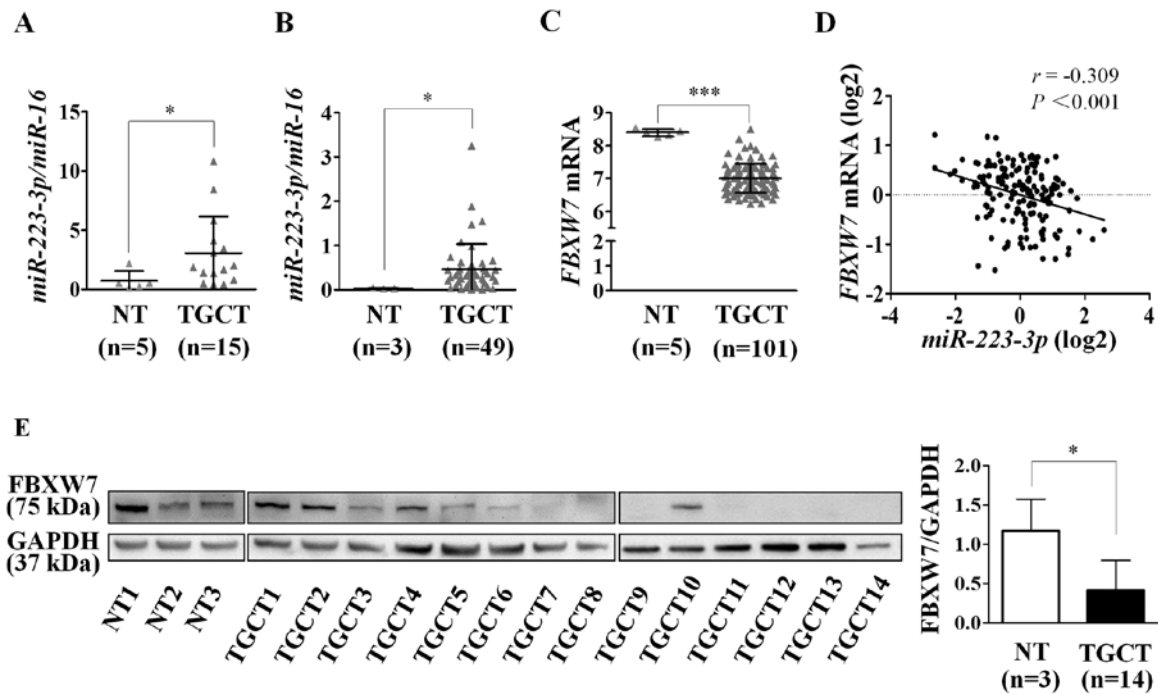 A
miR-223-3p/miR-16
15
10
5
0
*
NT
(n=5)
TGCT
(n=15)
B
miR-223-3p/miR-16
4
3
2
1
0
*
NT
(n=3)
TGCT
(n=49)
C
FBXW7 mRNA
9
8
7
6
2
1
0
***
NT
(n=5)
TGCT
(n=101)
D
r = -0.309
P <0.001
FBXW7 mRNA (log2)
2
1
0
-1
-2
-4
-2
0
2
4
miR-223-3p (log2)
E
FBXW7
(75 kDa)
GAPDH
(37 kDa)
NT1
NT2
NT3
TGCT1
TGCT2
TGCT3
TGCT4
TGCT5
TGCT6
TGCT7
TGCT8
TGCT9
TGCT10
TGCT11
TGCT12
TGCT13
TGCT14
FBXW7/GAPDH
2.0
1.5
1.0
0.5
0.0
*
NT
(n=3)
TGCT
(n=14)